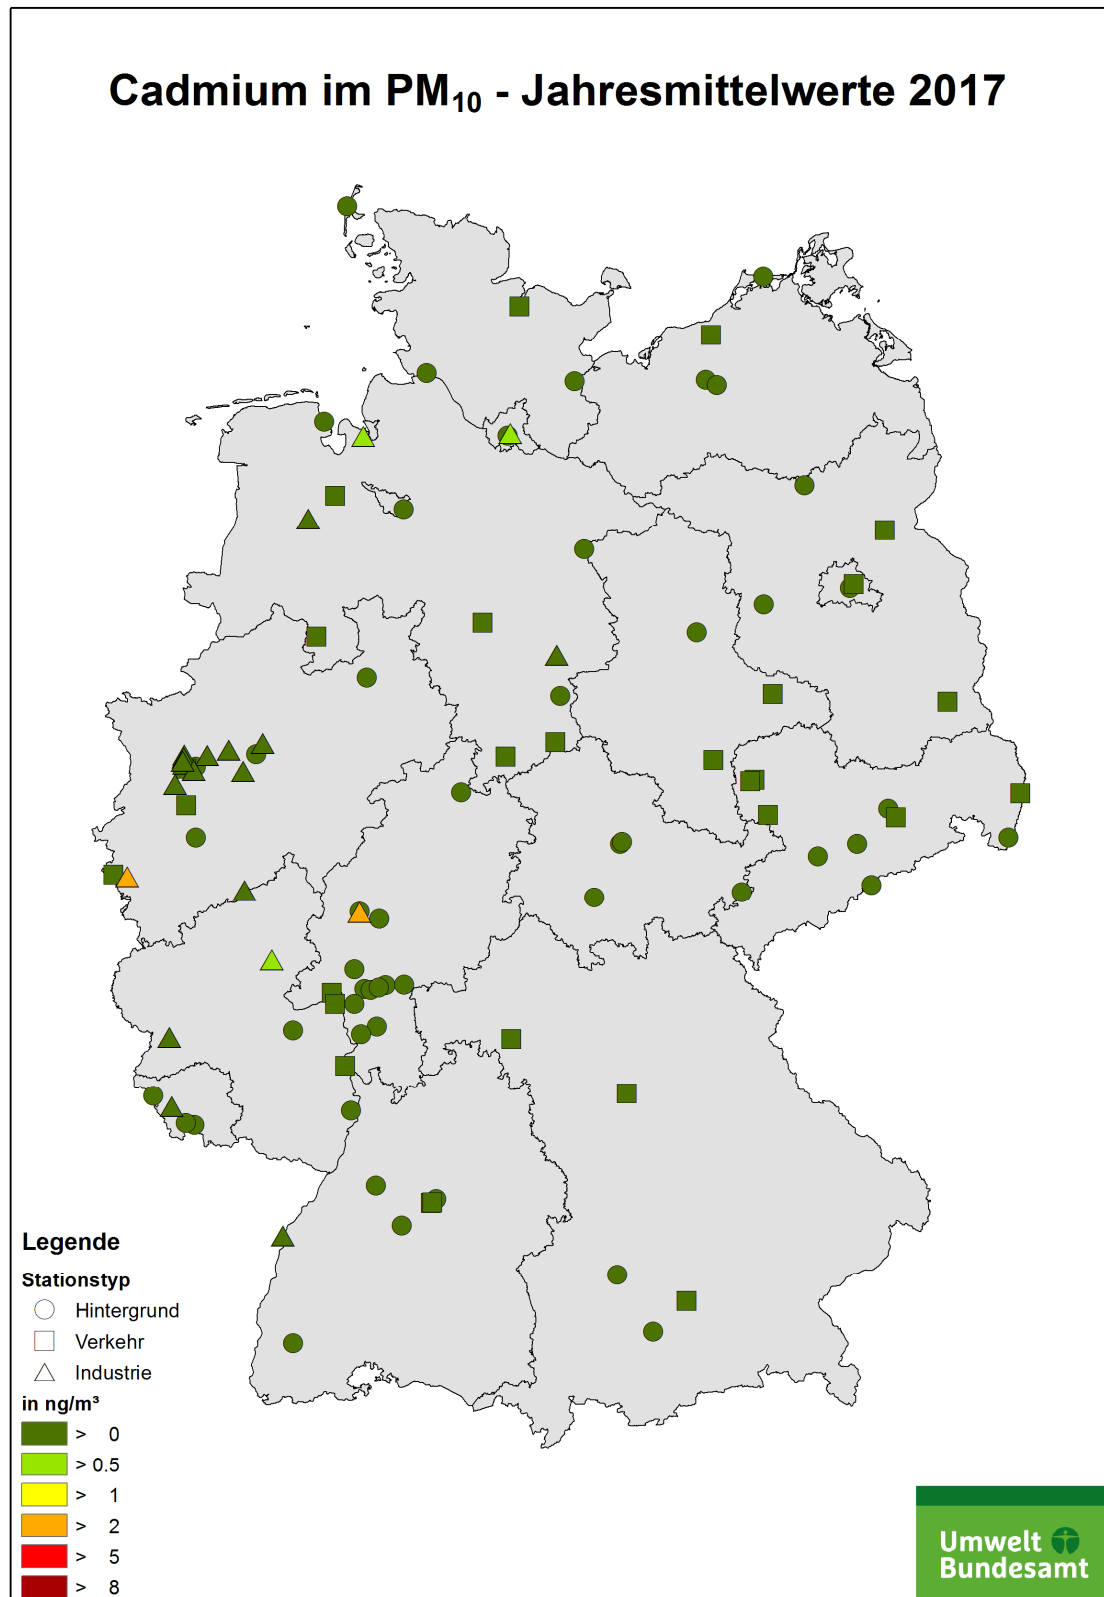 Cadmium im PM₁₀ - Jahresmittelwerte 2017
Legende
Stationstyp
Hintergrund
Verkehr
Industrie
in ng/m³
> 0
> 0.5
> 1
> 2
> 5
> 8
Umwelt
Bundesamt